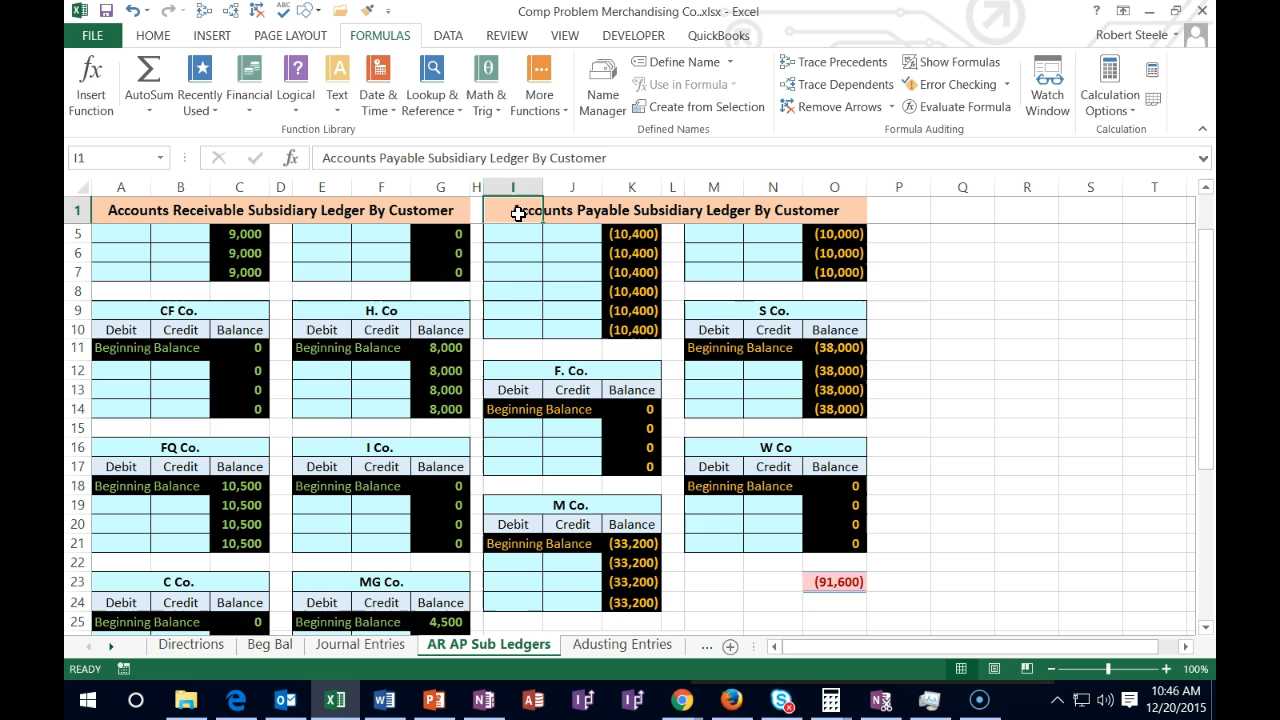 Comp Problem Merchandising Co..xlsx - Excel
?
FILE HOME INSERT PAGE LAYOUT FORMULAS DATA REVIEW VIEW DEVELOPER QuickBooks Robert Steele
fx Σ ? A θ
Insert Function
AutoSum
Recently Used
Financial
Logical
Text
Date & Time
Lookup & Reference
Math & Trig
More Functions
Function Library
Name Manager
Define Name
Use in Formula
Create from Selection
Defined Names
Trace Precedents
Trace Dependents
Remove Arrows
Show Formulas
Error Checking
Evaluate Formula
Formula Auditing
Watch Window
Calculation Options
Calculation
I1 fx Accounts Payable Subsidiary Ledger By Customer
A B C D E F G H I J K L M N O P Q R S T
1 Accounts Receivable Subsidiary Ledger By Customer Accounts Payable Subsidiary Ledger By Customer
5 9,000 0 (10,400) (10,000)
6 9,000 0 (10,400) (10,000)
7 9,000 0 (10,400) (10,000)
8 (10,400)
9 CF Co. H. Co (10,400) S Co.
10 Debit Credit Balance Debit Credit Balance (10,400) Debit Credit Balance
11 Beginning Balance 0 Beginning Balance 8,000 Beginning Balance (38,000)
12 0 8,000 F. Co. (38,000)
13 0 8,000 Debit Credit Balance (38,000)
14 0 8,000 Beginning Balance 0 (38,000)
15 0
16 FQ Co. I Co. 0 W Co
17 Debit Credit Balance Debit Credit Balance 0 Debit Credit Balance
18 Beginning Balance 10,500 Beginning Balance 0 Beginning Balance 0
19 10,500 0 M Co. 0
20 10,500 0 Debit Credit Balance 0
21 10,500 0 Beginning Balance (33,200) 0
22 (33,200)
23 C Co. MG Co. (33,200) (91,600)
24 Debit Credit Balance Debit Credit Balance (33,200)
25 Beginning Balance 0 Beginning Balance 4,500
Directions Beg Bal Journal Entries AR AP Sub Ledgers Adusting Entries ...
READY 100%
10:46 AM
12/20/2015